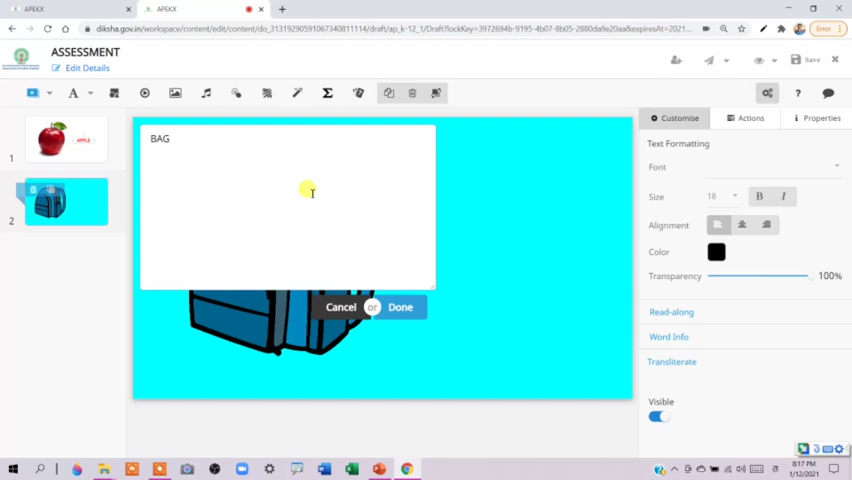 APEKX
APEKX
diksha.gov.in/workspace/content/edit/content/do_31319290591067340811114/draft/ap_k-12_1/Draft?lockKey=3972694b-9195-4b07-8b05-2880da9e20aa&expiresAt=2021...
Error
ASSESSMENT
Edit Details
Save
Customise
Actions
Properties
1
APPLE
2
BAG
Cancel
or
Done
Text Formatting
Font
Size
18
B
I
Alignment
Color
Transparency
100%
Read-along
Word Info
Transliterate
Visible
8:17 PM
1/12/2021